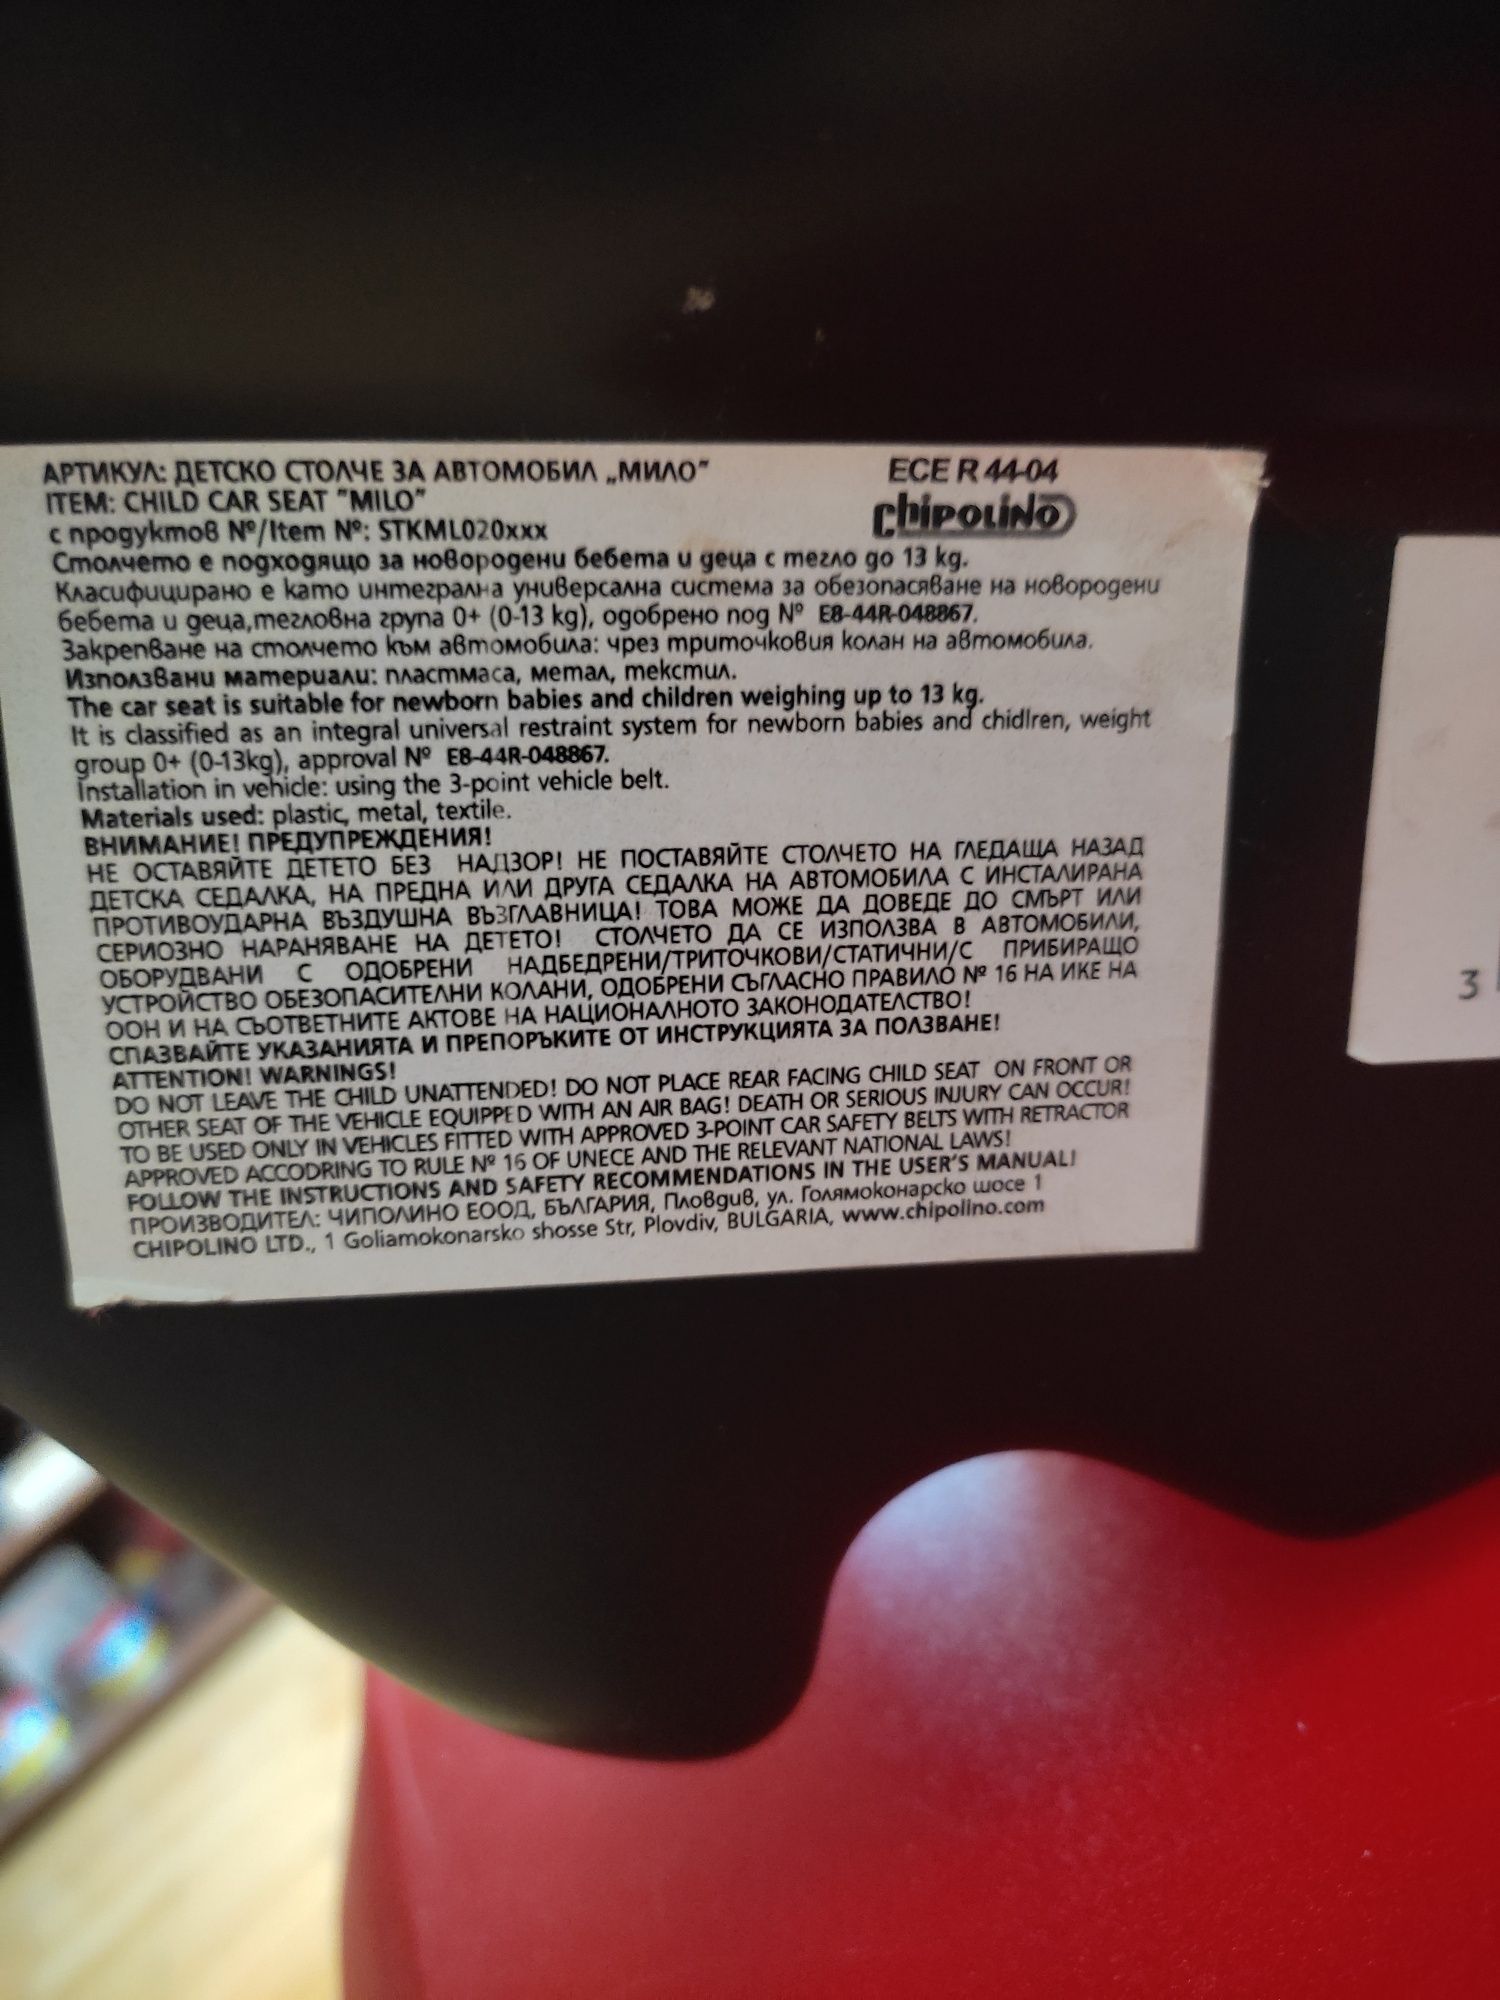 АРТИКУЛ: ДЕТСКО СТОЛЧЕ ЗА АВТОМОБИЛ „МИЛО”
ECE R 44-04
ITEM: CHILD CAR SEAT "MILO"
chipolino
с продуктов Nº/Item Nº: STKML020xxx
Столчето е подходящо за новородени бебета и деца с тегло до 13 kg.
Класифицирано е като интегрална универсална система за обезопасяване на новородени
бебета и деца,тегловна група 0+ (0-13 kg), одобрено под Nº E8-44R-048867.
Закрепване на столчето към автомобила: чрез триточковия колан на автомобила.
Използвани материали: пластмаса, метал, текстил.
The car seat is suitable for newborn babies and children weighing up to 13 kg.
It is classified as an integral universal restraint system for newborn babies and chidlren, weight
group 0+ (0-13kg), approval Nº E8-44R-048867.
Installation in vehicle: using the 3-point vehicle belt.
Materials used: plastic, metal, textile.
ВНИМАНИЕ! ПРЕДУПРЕЖДЕНИЯ!
НЕ ОСТАВЯЙТЕ ДЕТЕТО БЕЗ НАДЗОР! НЕ ПОСТАВЯЙТЕ СТОЛЧЕТО НА ГЛЕДАЩА НАЗАД
ДЕТСКА СЕДАЛКА, НА ПРЕДНА ИЛИ ДРУГА СЕДАЛКА НА АВТОМОБИЛА С ИНСТАЛИРАНА
ПРОТИВОУДАРНА ВЪЗДУШНА ВЪЗГЛАВНИЦА! ТОВА МОЖЕ ДА ДОВЕДЕ ДО СМЪРТ ИЛИ
СЕРИОЗНО НАРАНЯВАНЕ НА ДЕТЕТО! СТОЛЧЕТО ДА СЕ ИЗПОЛЗВА В АВТОМОБИЛИ,
ОБОРУДВАНИ С ОДОБРЕНИ НАДБЕДРЕНИ/ТРИТОЧКОВИ/СТАТИЧНИ/С ПРИБИРАЩО
УСТРОЙСТВО ОБЕЗОПАСИТЕЛНИ КОЛАНИ, ОДОБРЕНИ СЪГЛАСНО ПРАВИЛО Nº 16 НА ИКЕ НА
ООН И НА СЪОТВЕТНИТЕ АКТОВЕ НА НАЦИОНАЛНОТО ЗАКОНОДАТЕЛСТВО!
СПАЗВАЙТЕ УКАЗАНИЯТА И ПРЕПОРЪКИТЕ ОТ ИНСТРУКЦИЯТА ЗА ПОЛЗВАНЕ!
ATTENTION! WARNINGS!
DO NOT LEAVE THE CHILD UNATTENDED! DO NOT PLACE REAR FACING CHILD SEAT ON FRONT OR
OTHER SEAT OF THE VEHICLE EQUIPPED WITH AN AIR BAG! DEATH OR SERIOUS INJURY CAN OCCUR!
TO BE USED ONLY IN VEHICLES FITTED WITH APPROVED 3-POINT CAR SAFETY BELTS WITH RETRACTOR
APPROVED ACCODRING TO RULE Nº 16 OF UNECE AND THE RELEVANT NATIONAL LAWS!
FOLLOW THE INSTRUCTIONS AND SAFETY RECOMMENDATIONS IN THE USER'S MANUAL!
ПРОИЗВОДИТЕЛ: ЧИПОЛИНО ЕООД, БЪЛГАРИЯ, Пловдив, ул. Голямоконарско шосе 1
CHIPOLINO LTD., 1 Goliamokonarsko shosse Str, Plovdiv, BULGARIA, www.chipolino.com
3